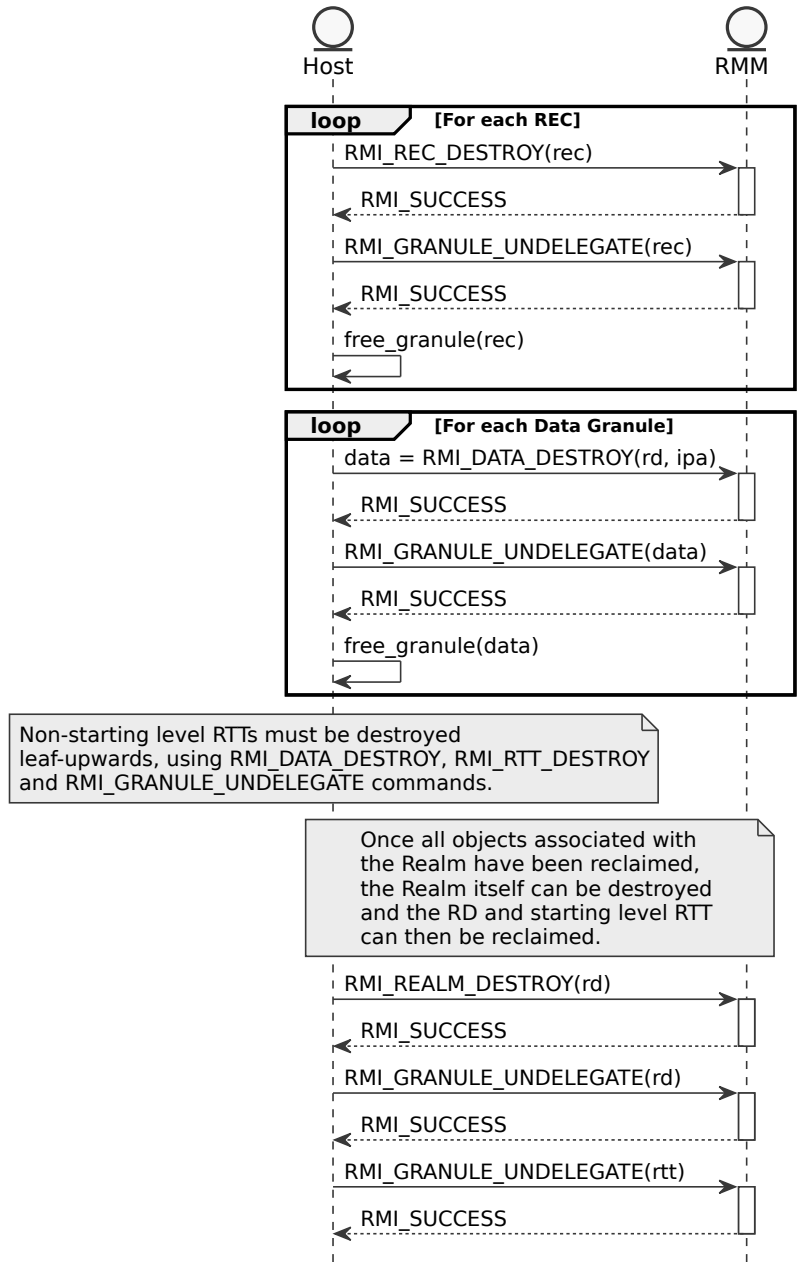 Host
RMM
loop
[For each REC]
RMI_REC_DESTROY(rec)
RMI_SUCCESS
RMI_GRANULE_UNDELEGATE(rec)
RMI_SUCCESS
free_granule(rec)
loop
[For each Data Granule]
data = RMI_DATA_DESTROY(rd, ipa)
RMI_SUCCESS
RMI_GRANULE_UNDELEGATE(data)
RMI_SUCCESS
free_granule(data)
Non-starting level RTTs must be destroyed
leaf-upwards, using RMI_DATA_DESTROY, RMI_RTT_DESTROY
and RMI_GRANULE_UNDELEGATE commands.
Once all objects associated with
the Realm have been reclaimed,
the Realm itself can be destroyed
and the RD and starting level RTT
can then be reclaimed.
RMI_REALM_DESTROY(rd)
RMI_SUCCESS
RMI_GRANULE_UNDELEGATE(rd)
RMI_SUCCESS
RMI_GRANULE_UNDELEGATE(rtt)
RMI_SUCCESS